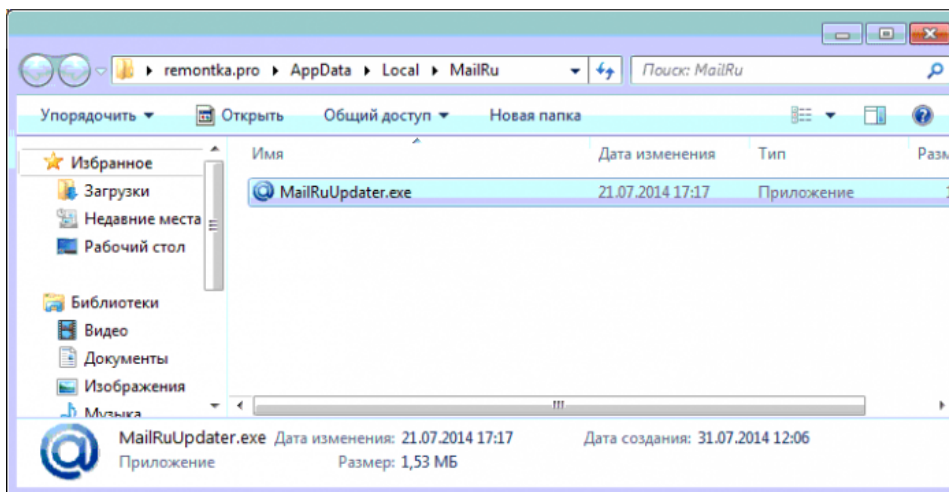 remontka.pro AppData Local MailRu Поиск: MailRu
Упорядочить Открыть Общий доступ Новая папка
Имя Дата изменения Тип
Избранное
Загрузки
MailRuUpdater.exe 21.07.2014 17:17 Приложение
Недавние места
Рабочий стол
Библиотеки
Видео
Документы
Изображения
Музыка
MailRuUpdater.exe Дата изменения: 21.07.2014 17:17 Дата создания: 31.07.2014 12:06
Приложение Размер: 1,53 МБ